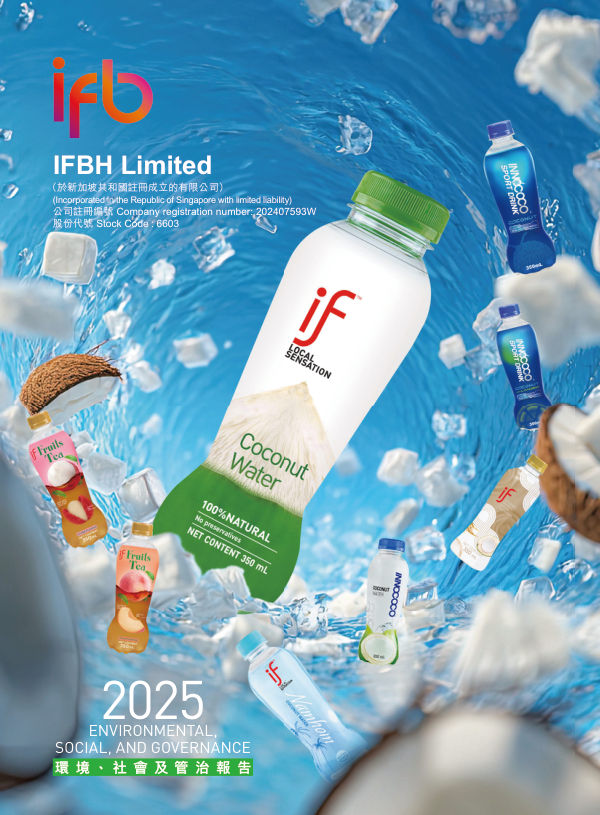 ifb
IFBH Limited
(於新加坡共和國註冊成立的有限公司)
(Incorporated in the Republic of Singapore with limited liability)
公司註冊編號 Company registration number: 202407593W
股份代號 Stock Code : 6603
INNOCOCO
SPORT DRINK
COCONUT
350mL
if
LOCAL
SENSATION
Coconut
Water
100%NATURAL
No preservatives
NET CONTENT 350 mL
INNOCOCO
SPORT DRINK
COCONUT
if Fruits
Tea
if
if Fruits
Tea
COCONUT
INNOCOCO
if
Namhom
2025
ENVIRONMENTAL,
SOCIAL, AND GOVERNANCE
環境、社會及管治報告